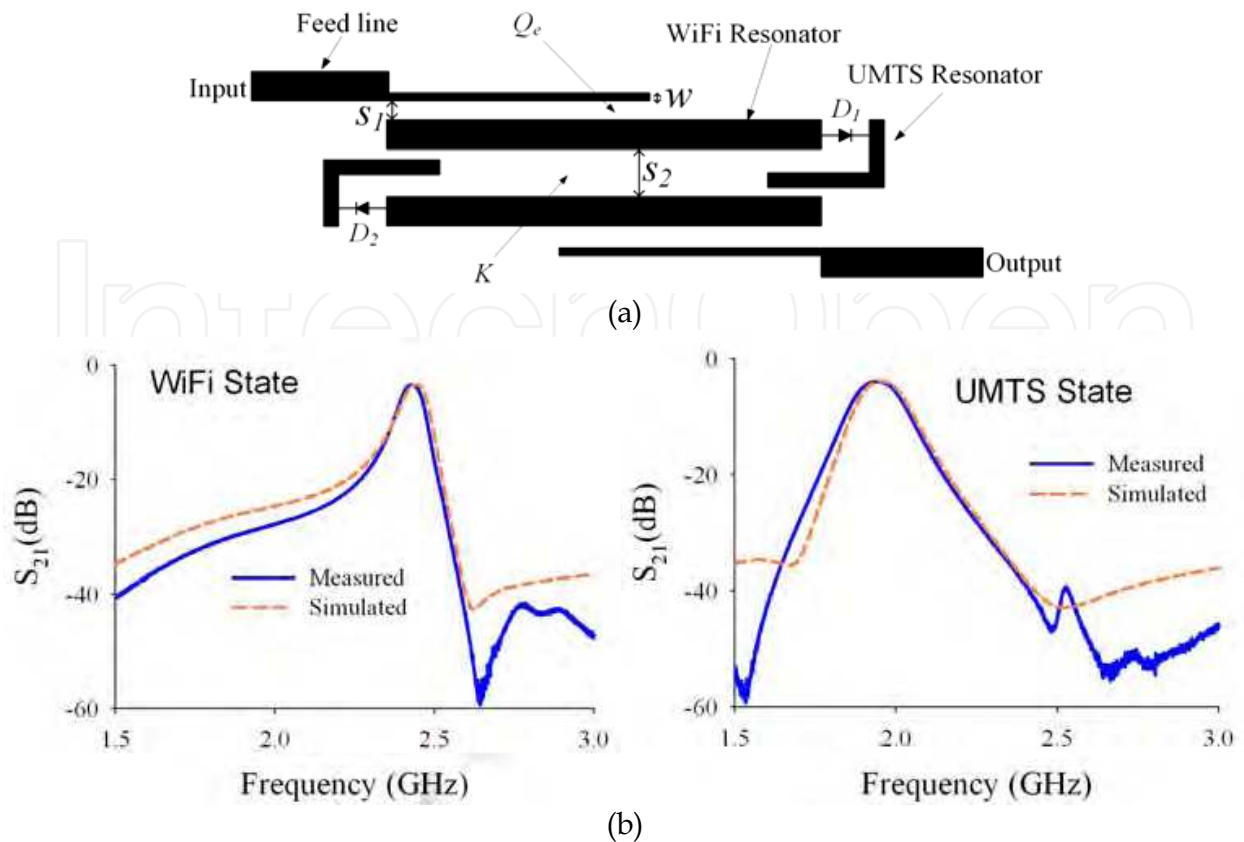 Feed line
Qe
WiFi Resonator
UMTS Resonator
Input
w
S1
D1
S2
D2
K
Output
(a)
InTechOpen
WiFi State
UMTS State
0
-20
-40
-60
S21(dB)
Measured
Simulated
1.5
2.0
2.5
3.0
Frequency (GHz)
0
-20
-40
-60
S21(dB)
Measured
Simulated
1.5
2.0
2.5
3.0
Frequency (GHz)
(b)